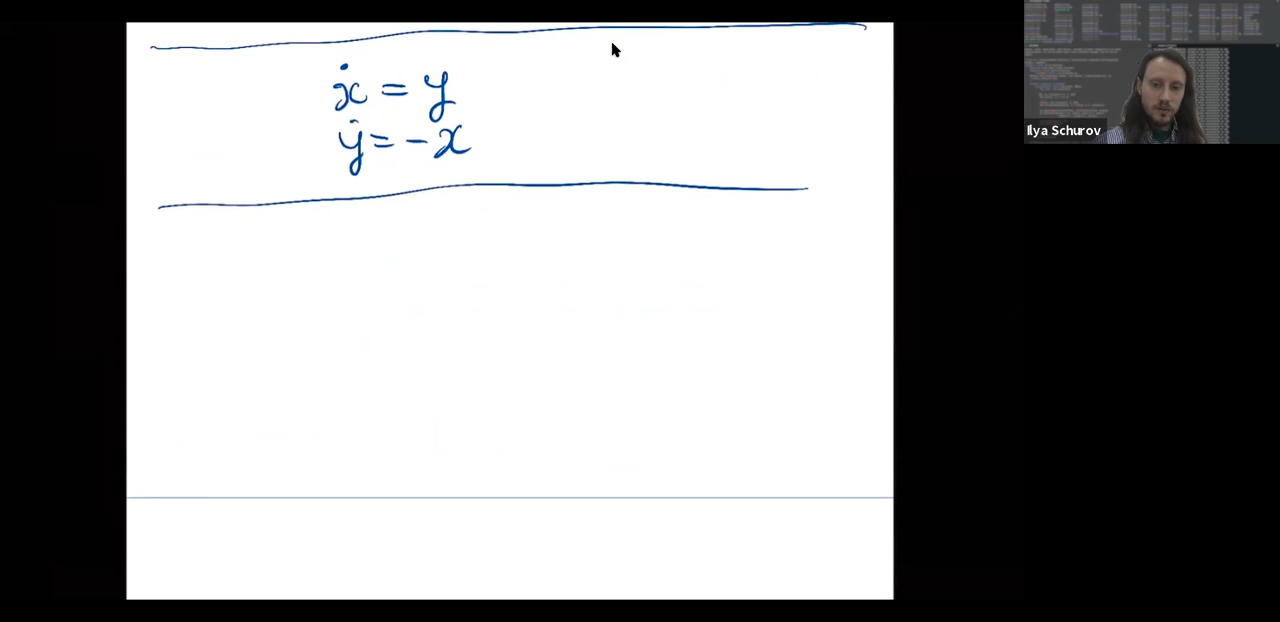 ẋ = y
ẏ = -x
Ilya Schurov